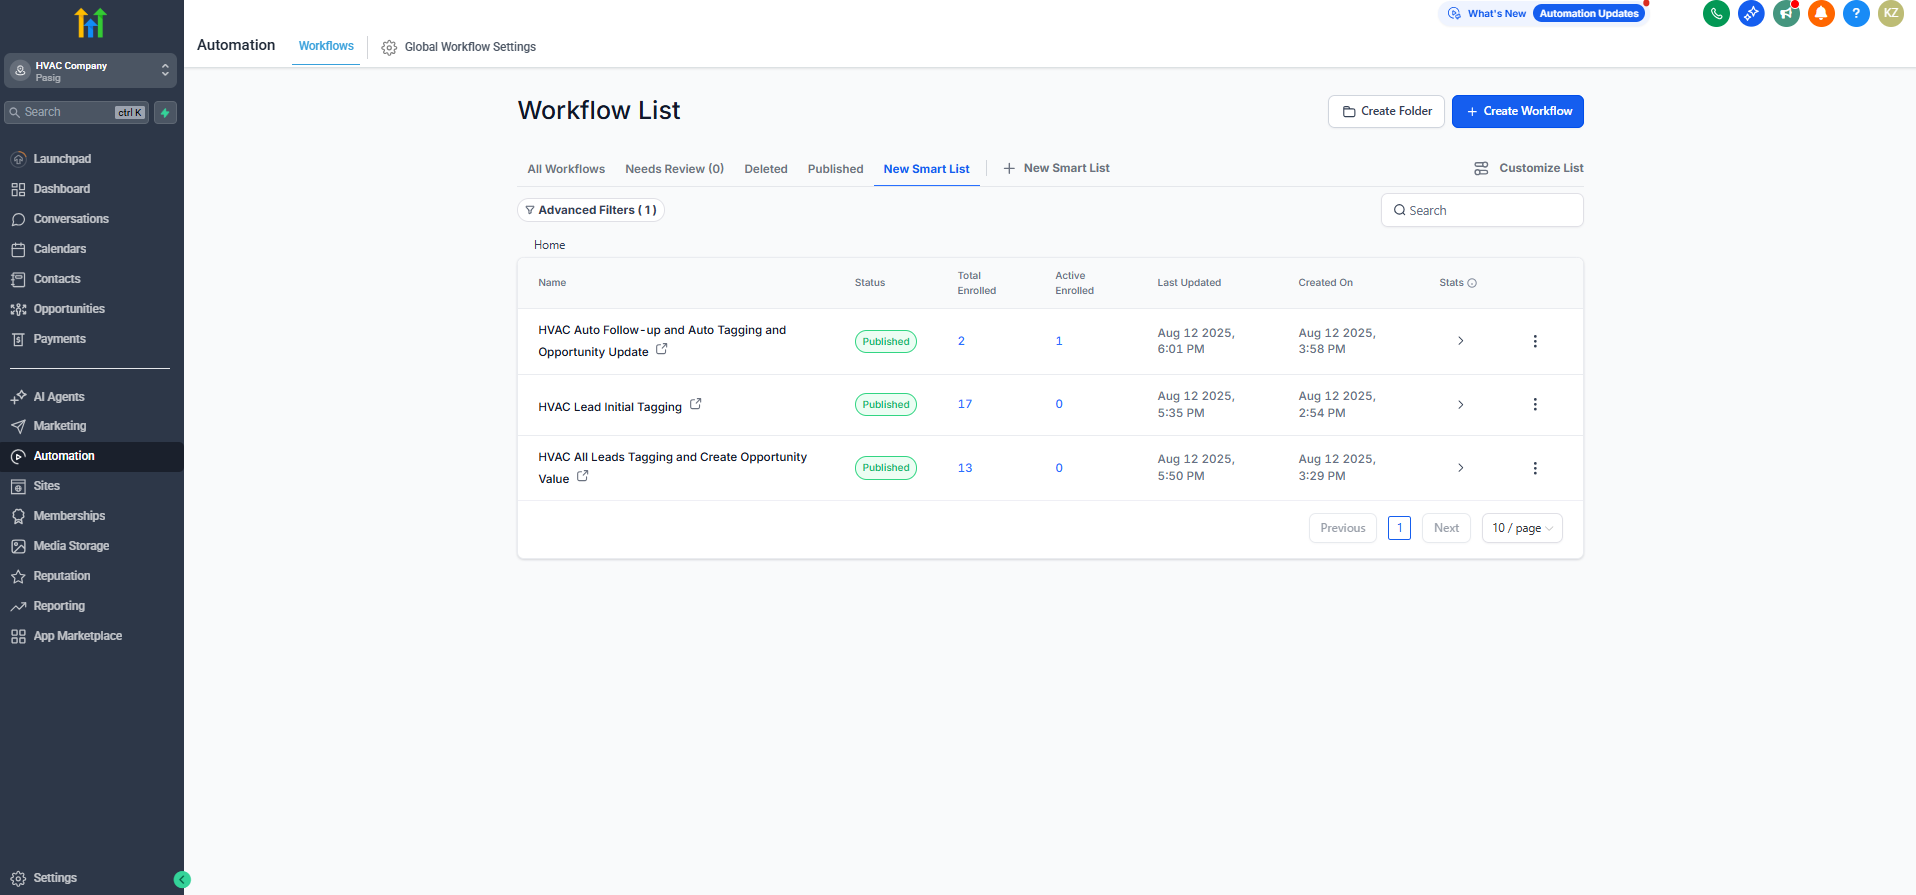 What's New
Automation Updates
?
KZ
HVAC Company
Pasig
Search
ctrl K
Launchpad
Dashboard
Conversations
Calendars
Contacts
Opportunities
Payments
AI Agents
Marketing
Automation
Sites
Memberships
Media Storage
Reputation
Reporting
App Marketplace
Settings
Automation
Workflows
Global Workflow Settings
Workflow List
Create Folder
+ Create Workflow
All Workflows
Needs Review (0)
Deleted
Published
New Smart List
+ New Smart List
Customize List
Advanced Filters ( 1 )
Search
Home
Name
Status
Total
Enrolled
Active
Enrolled
Last Updated
Created On
Stats
HVAC Auto Follow-up and Auto Tagging and
Opportunity Update
Published
2
1
Aug 12 2025,
6:01 PM
Aug 12 2025,
3:58 PM
HVAC Lead Initial Tagging
Published
17
0
Aug 12 2025,
5:35 PM
Aug 12 2025,
2:54 PM
HVAC All Leads Tagging and Create Opportunity
Value
Published
13
0
Aug 12 2025,
5:50 PM
Aug 12 2025,
3:29 PM
Previous
1
Next
10 / page